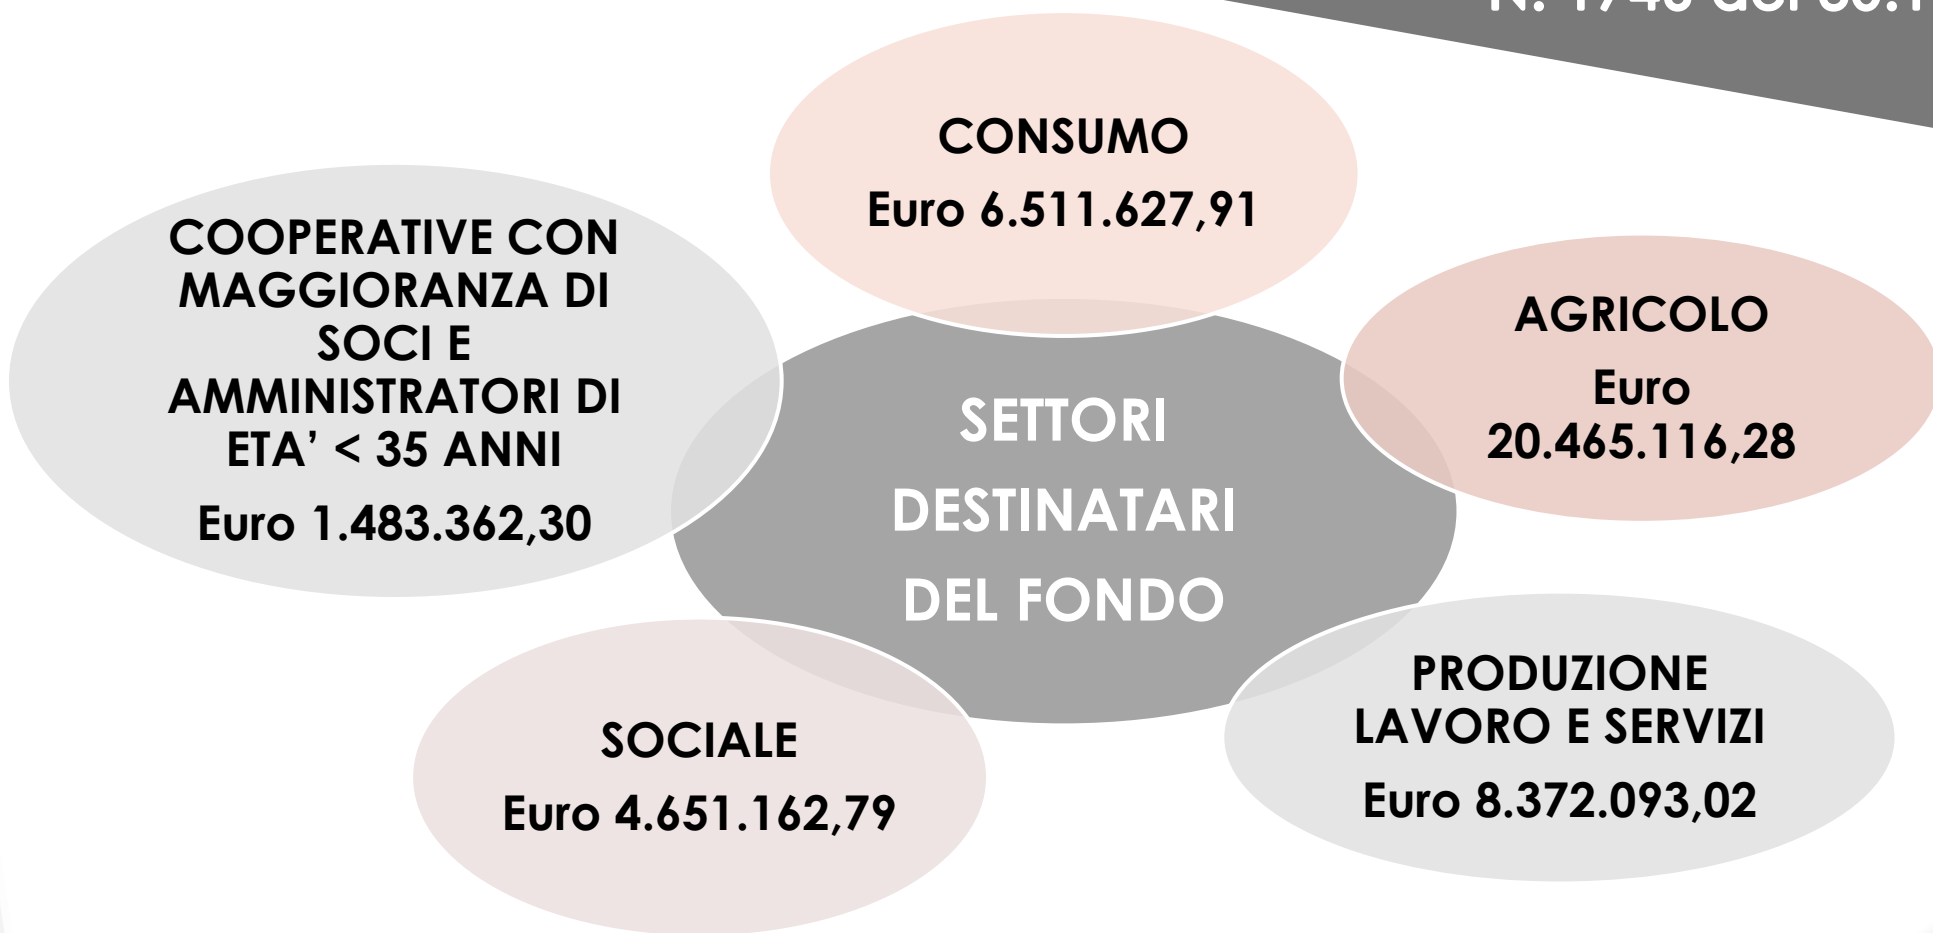 CONSUMO
Euro 6.511.627,91
COOPERATIVE CON
MAGGIORANZA DI
SOCI E
AMMINISTRATORI DI
ETA’ < 35 ANNI
Euro 1.483.362,30
AGRICOLO
Euro
20.465.116,28
SETTORI
DESTINATARI
DEL FONDO
SOCIALE
Euro 4.651.162,79
PRODUZIONE
LAVORO E SERVIZI
Euro 8.372.093,02